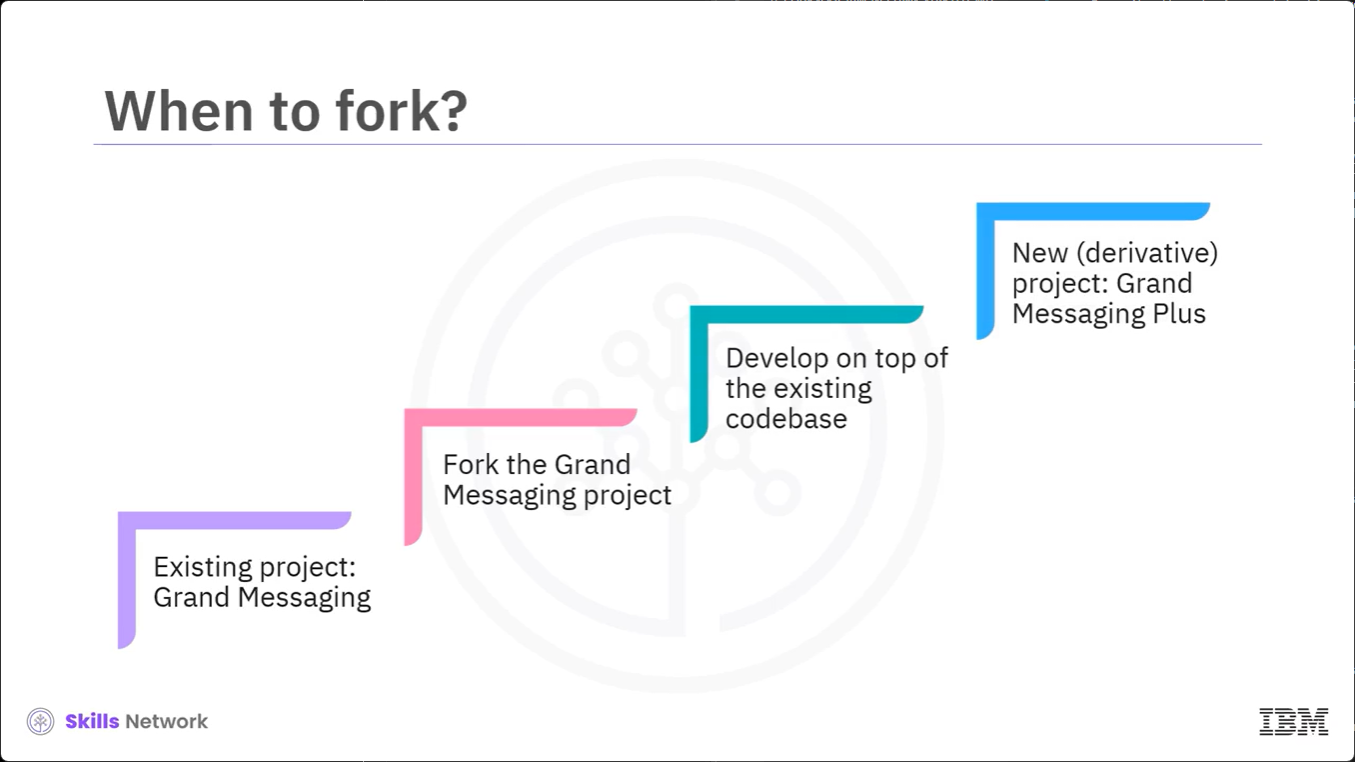 When to fork?
New (derivative)
project: Grand
Messaging Plus
Develop on top of
the existing
codebase
Fork the Grand
Messaging project
Existing project:
Grand Messaging
Skills Network
IBM